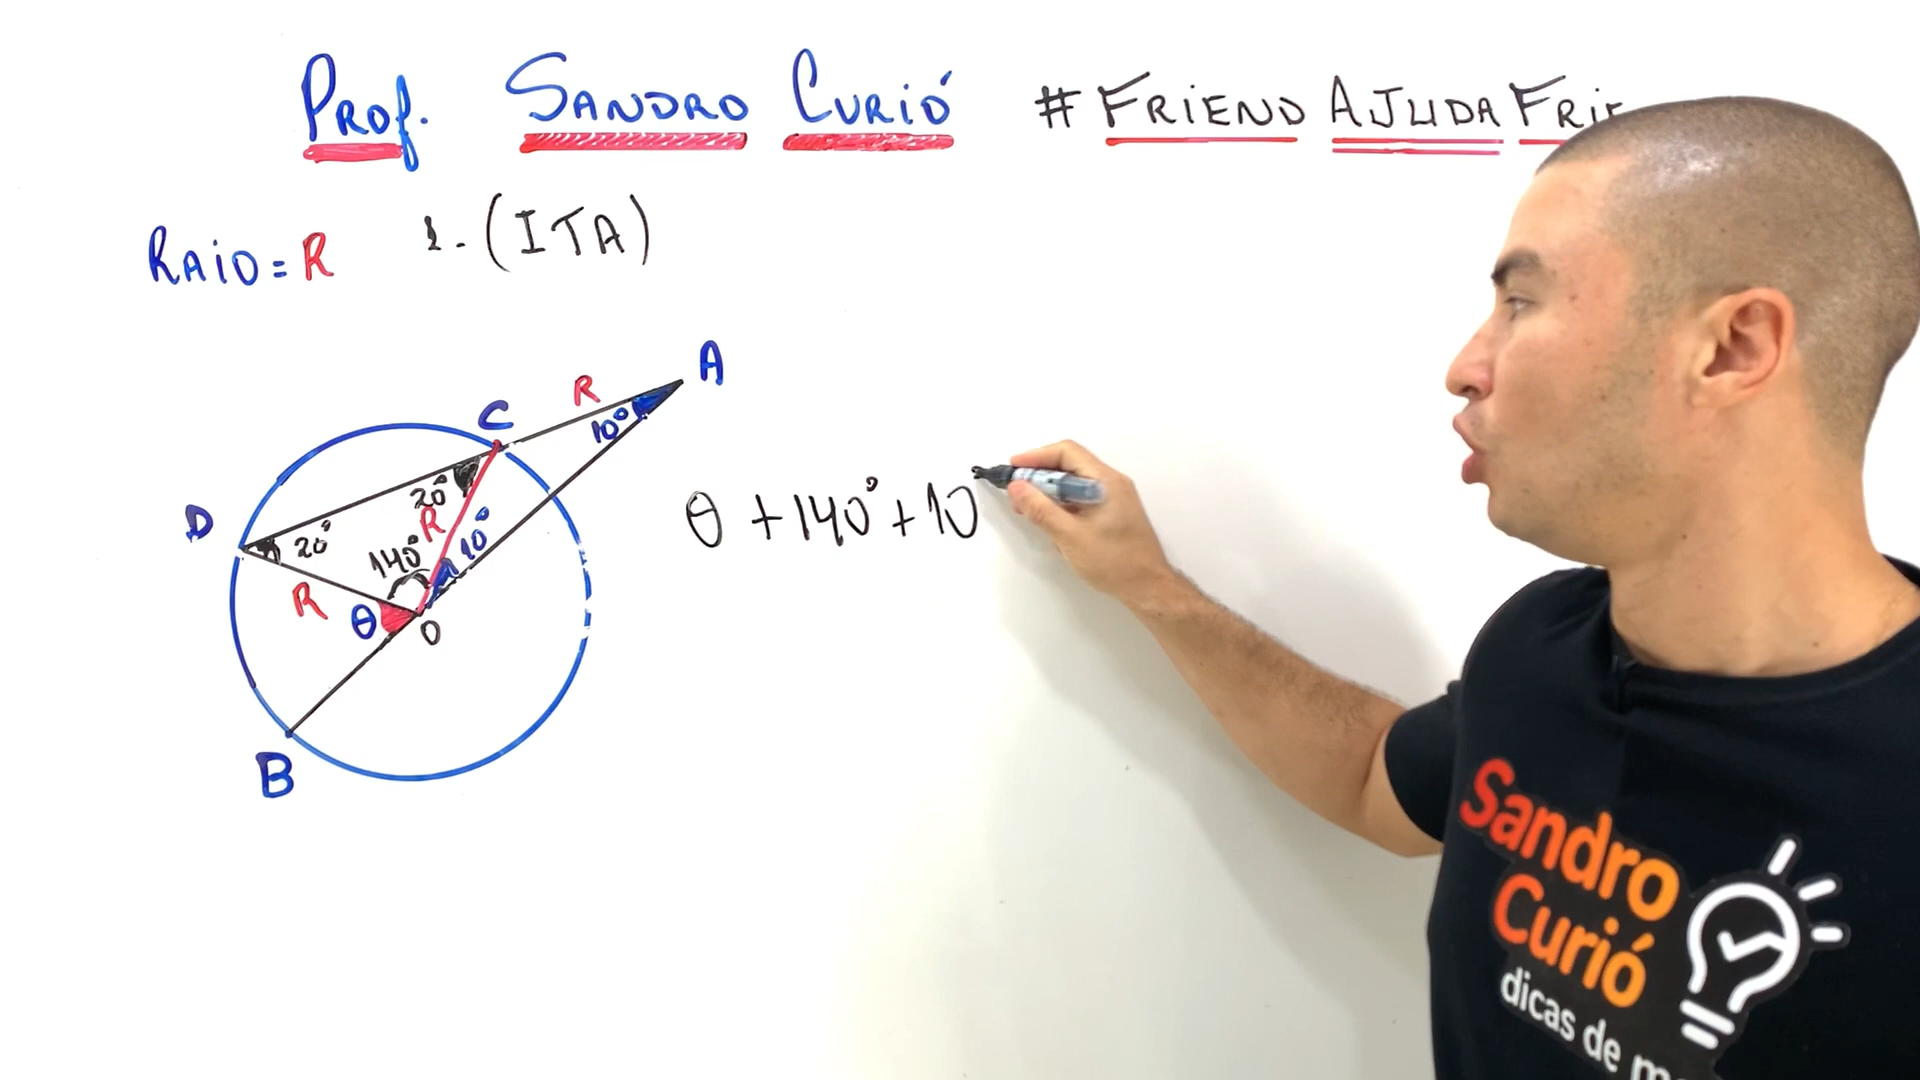 PROF. SANDRO CURIÓ #FRIEND AJUDA FRIE
RAIO = R
1. (ITA)
A
R
C
10°
20°
D
20°
R
10°
140°
R
θ
O
B
θ + 140° + 10
Sandro
Curió
dicas de m